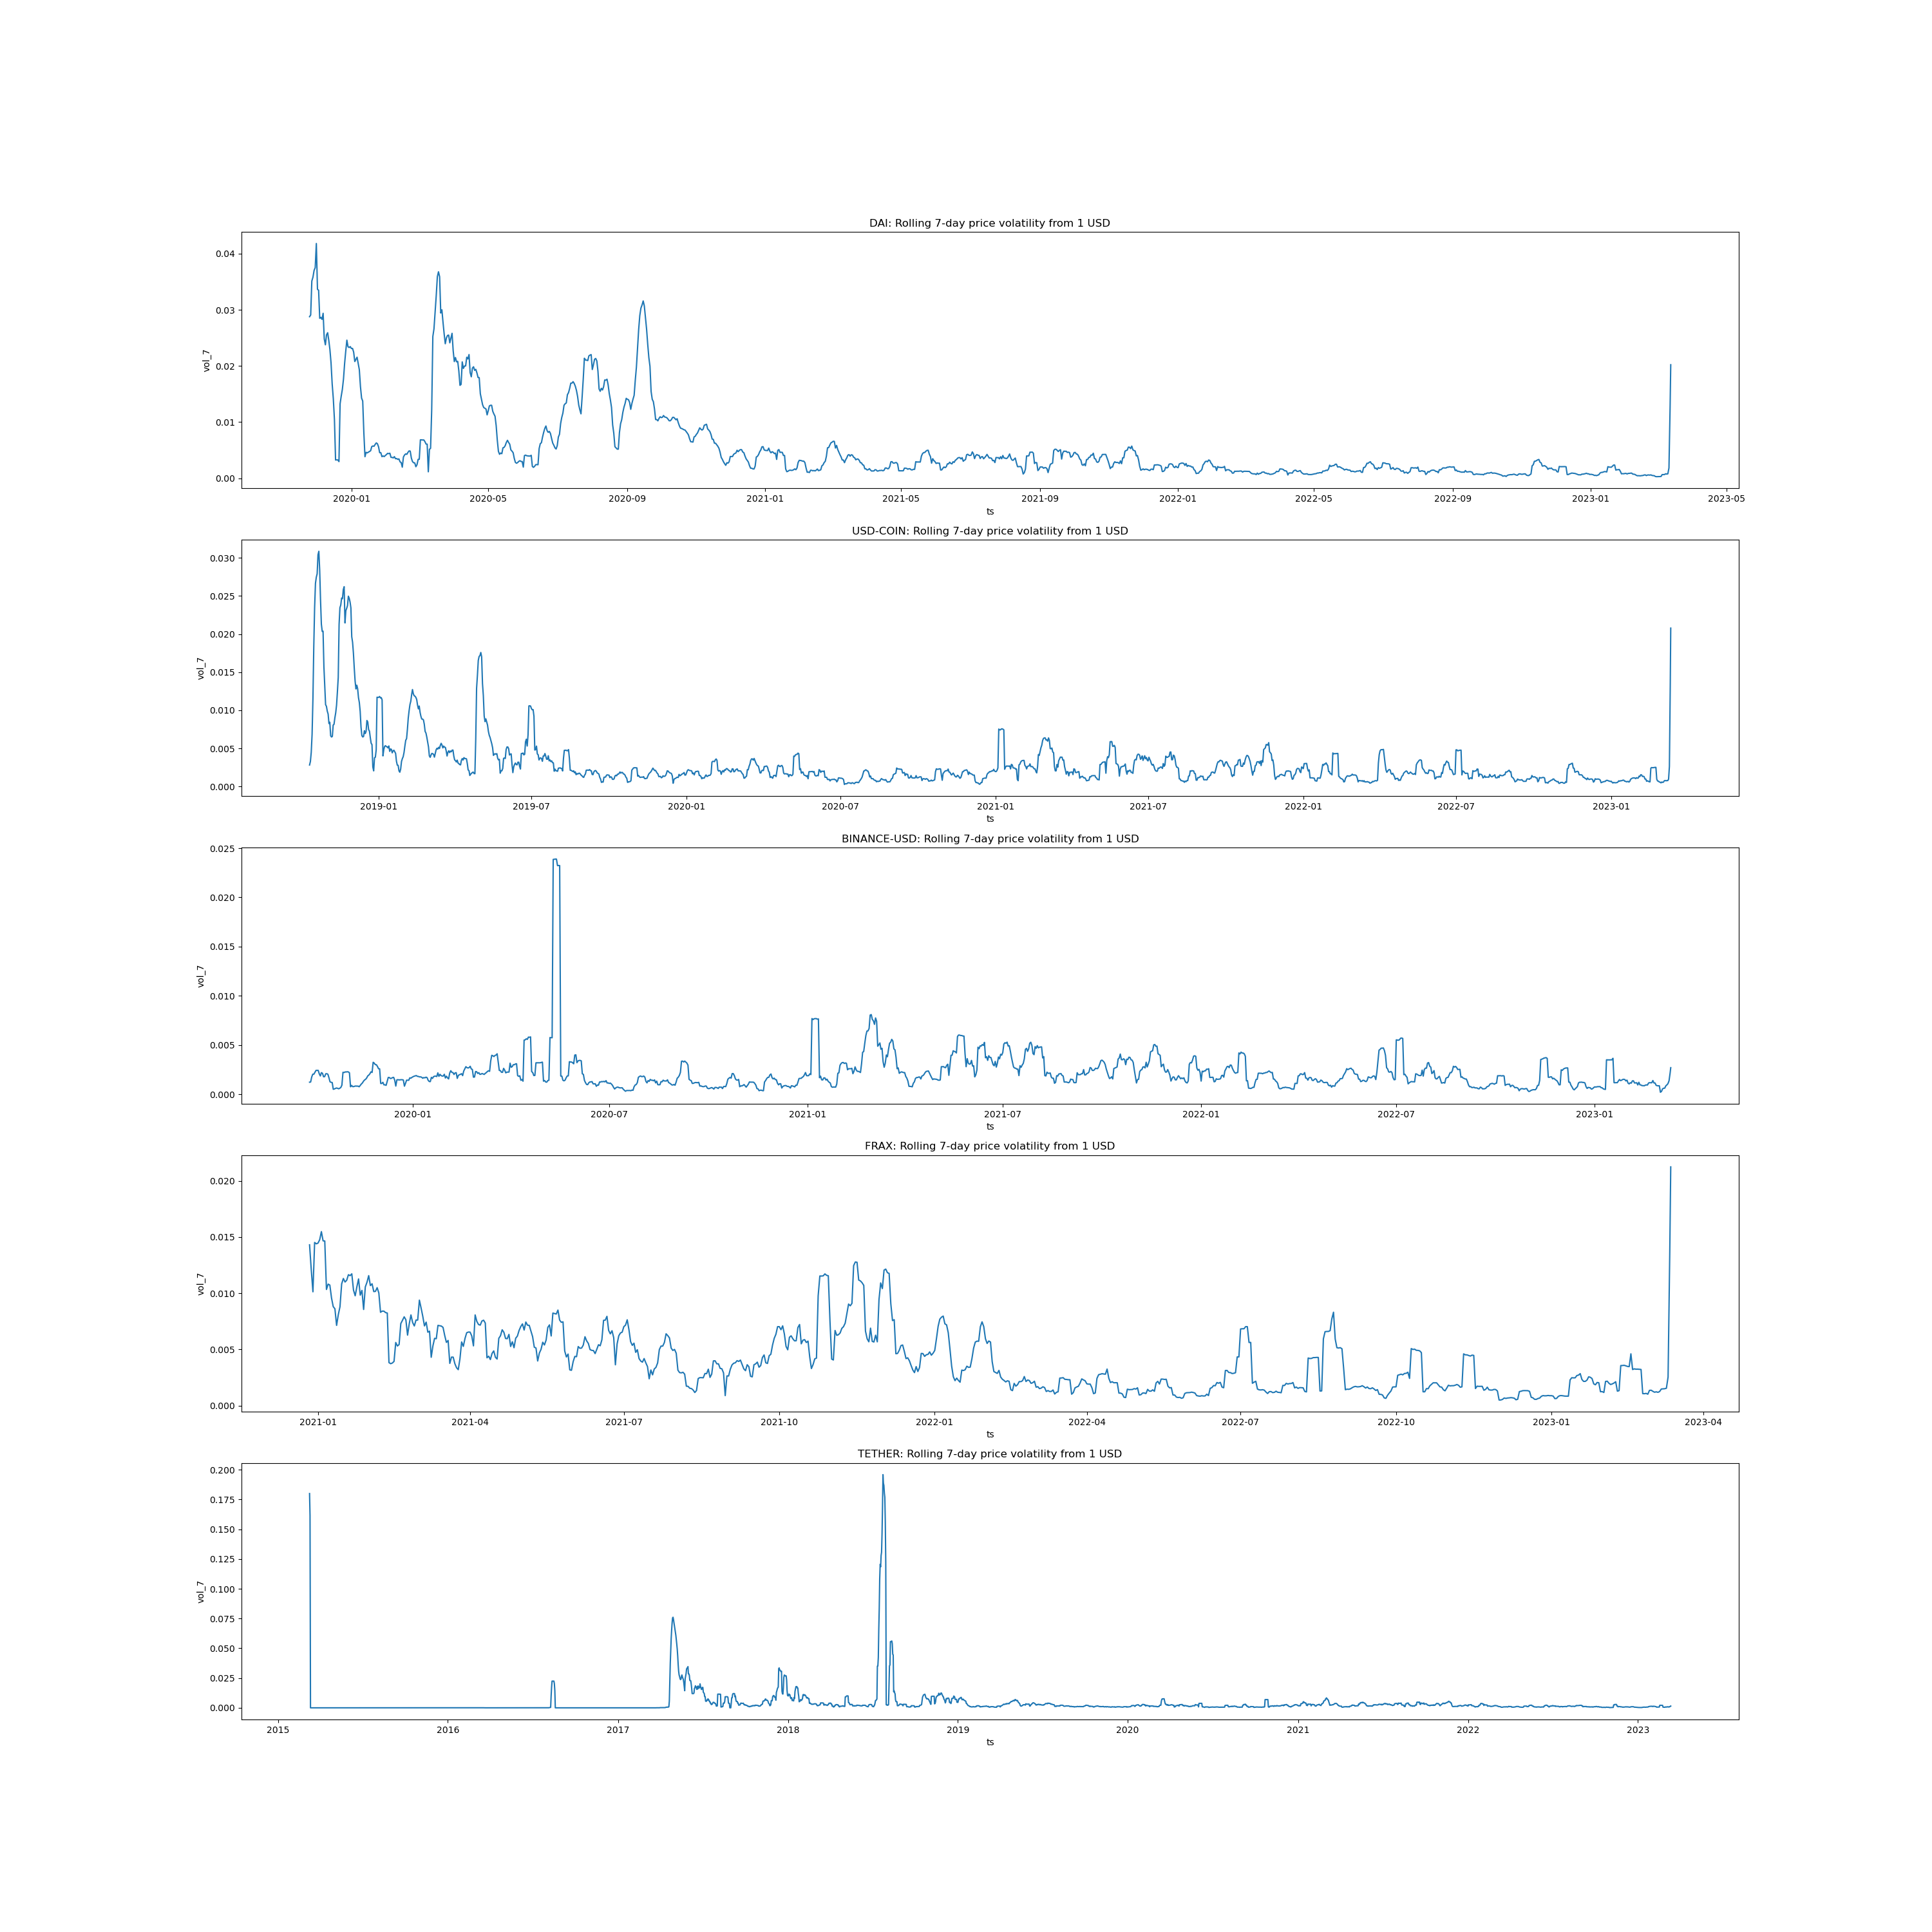 DAI: Rolling 7-day price volatility from 1 USD
0.04
0.03
0.02
0.01
0.00
vol_7
2020-01 2020-05 2020-09 2021-01 2021-05 2021-09 2022-01 2022-05 2022-09 2023-01 2023-05
ts
USD-COIN: Rolling 7-day price volatility from 1 USD
0.030
0.025
0.020
0.015
0.010
0.005
0.000
vol_7
2019-01 2019-07 2020-01 2020-07 2021-01 2021-07 2022-01 2022-07 2023-01
ts
BINANCE-USD: Rolling 7-day price volatility from 1 USD
0.025
0.020
0.015
0.010
0.005
0.000
vol_7
2020-01 2020-07 2021-01 2021-07 2022-01 2022-07 2023-01
ts
FRAX: Rolling 7-day price volatility from 1 USD
0.020
0.015
0.010
0.005
0.000
vol_7
2021-01 2021-04 2021-07 2021-10 2022-01 2022-04 2022-07 2022-10 2023-01 2023-04
ts
TETHER: Rolling 7-day price volatility from 1 USD
0.200
0.175
0.150
0.125
0.100
0.075
0.050
0.025
0.000
vol_7
2015 2016 2017 2018 2019 2020 2021 2022 2023
ts